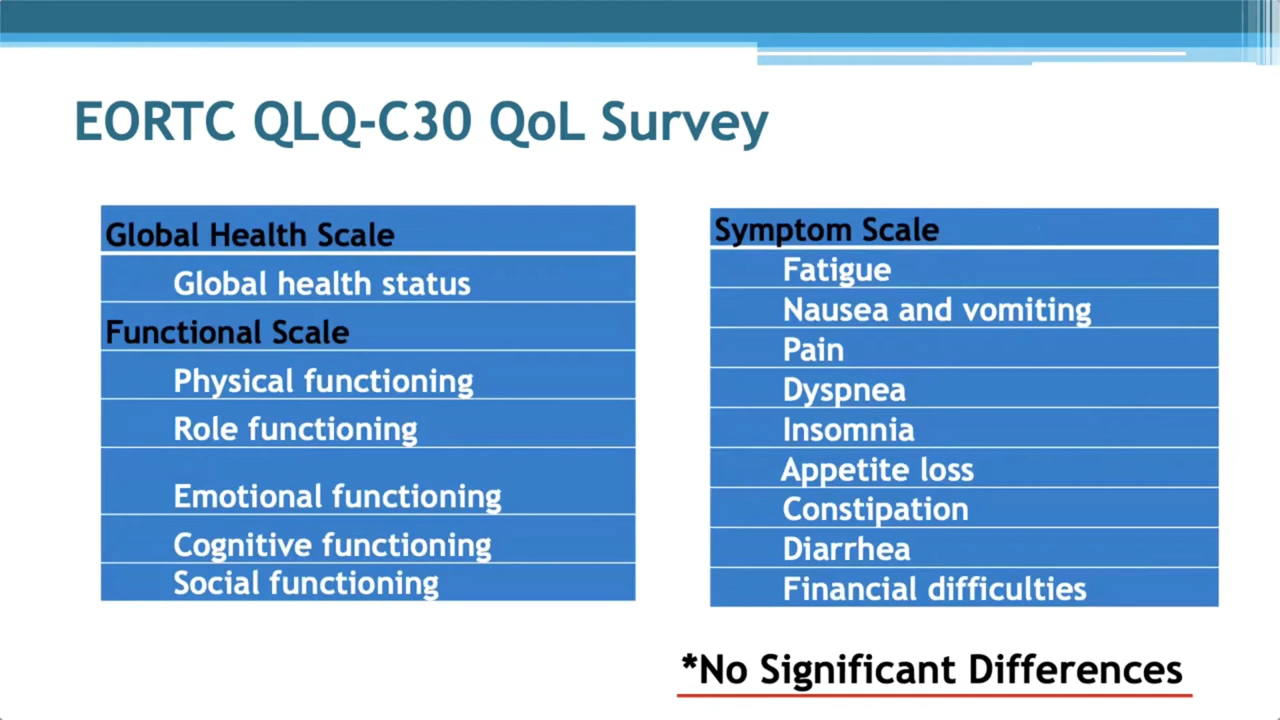 EORTC QLQ-C30 QoL Survey
Global Health Scale
Global health status
Functional Scale
Physical functioning
Role functioning
Emotional functioning
Cognitive functioning
Social functioning
Symptom Scale
Fatigue
Nausea and vomiting
Pain
Dyspnea
Insomnia
Appetite loss
Constipation
Diarrhea
Financial difficulties
*No Significant Differences